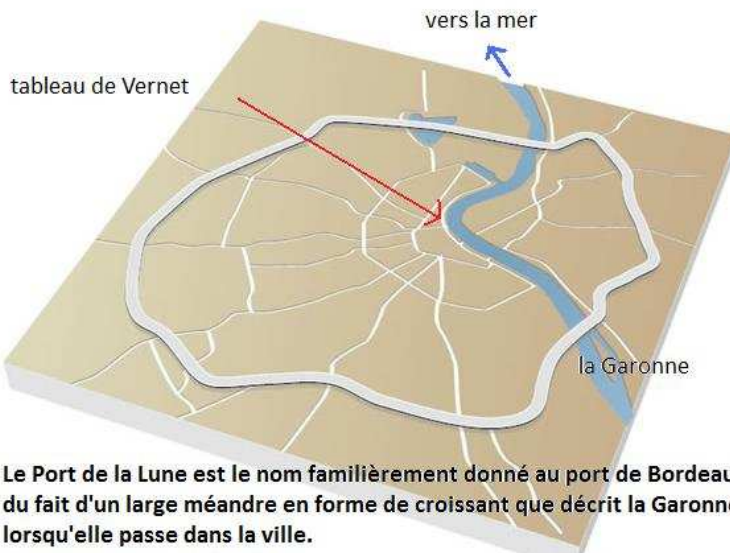 vers la mer
tableau de Vernet
la Garonne
Le Port de la Lune est le nom familièrement donné au port de Bordeau
du fait d'un large méandre en forme de croissant que décrit la Garonn
lorsqu'elle passe dans la ville.